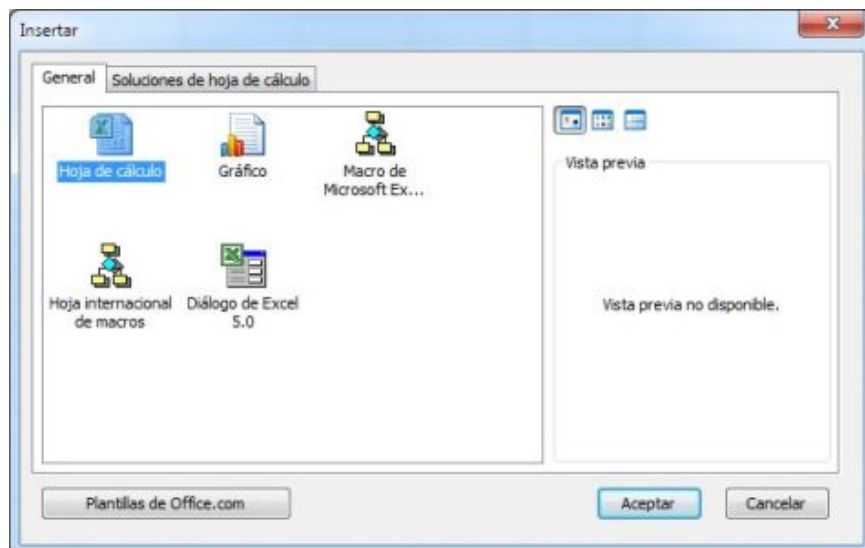 Insertar
General
Soluciones de hoja de cálculo
Hoja de cálculo
Gráfico
Macro de
Microsoft Ex...
Vista previa
Hoja internacional
de macros
Diálogo de Excel
5.0
Vista previa no disponible.
Plantillas de Office.com
Aceptar
Cancelar